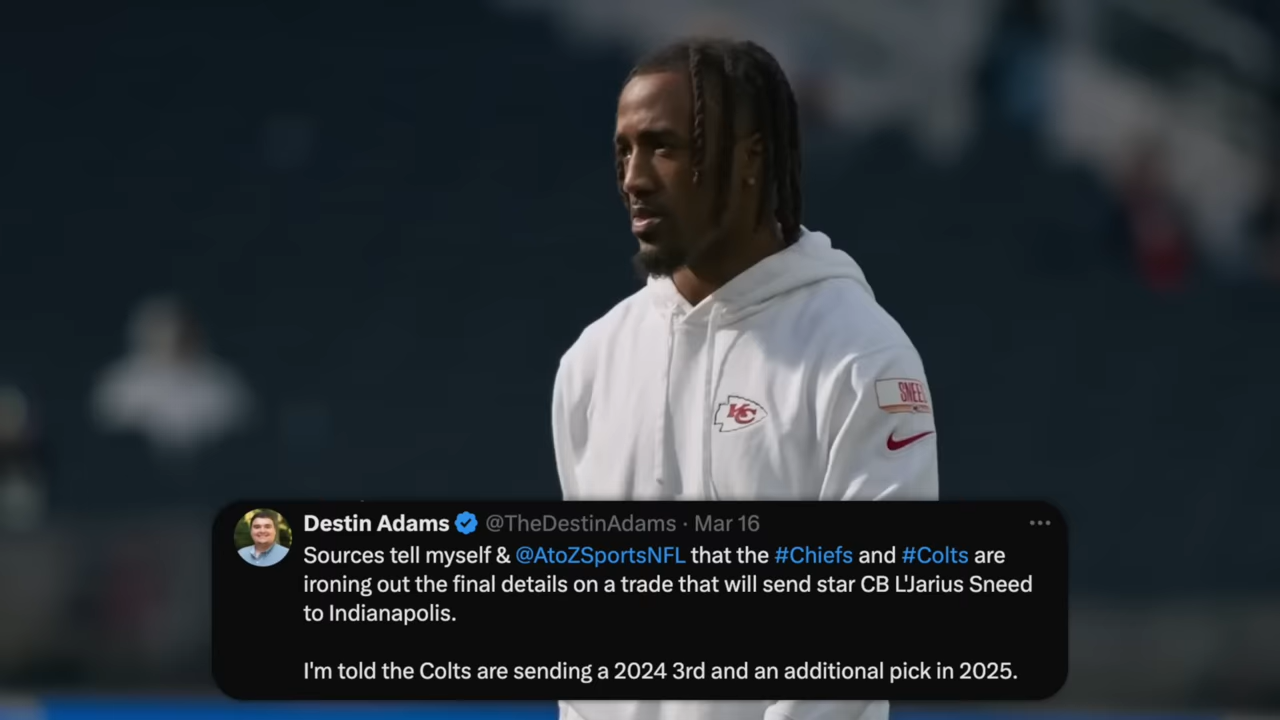 KC
SNEE
Destin Adams @TheDestinAdams · Mar 16 ...
Sources tell myself & @AtoZSportsNFL that the #Chiefs and #Colts are
ironing out the final details on a trade that will send star CB L'Jarius Sneed
to Indianapolis.
I'm told the Colts are sending a 2024 3rd and an additional pick in 2025.